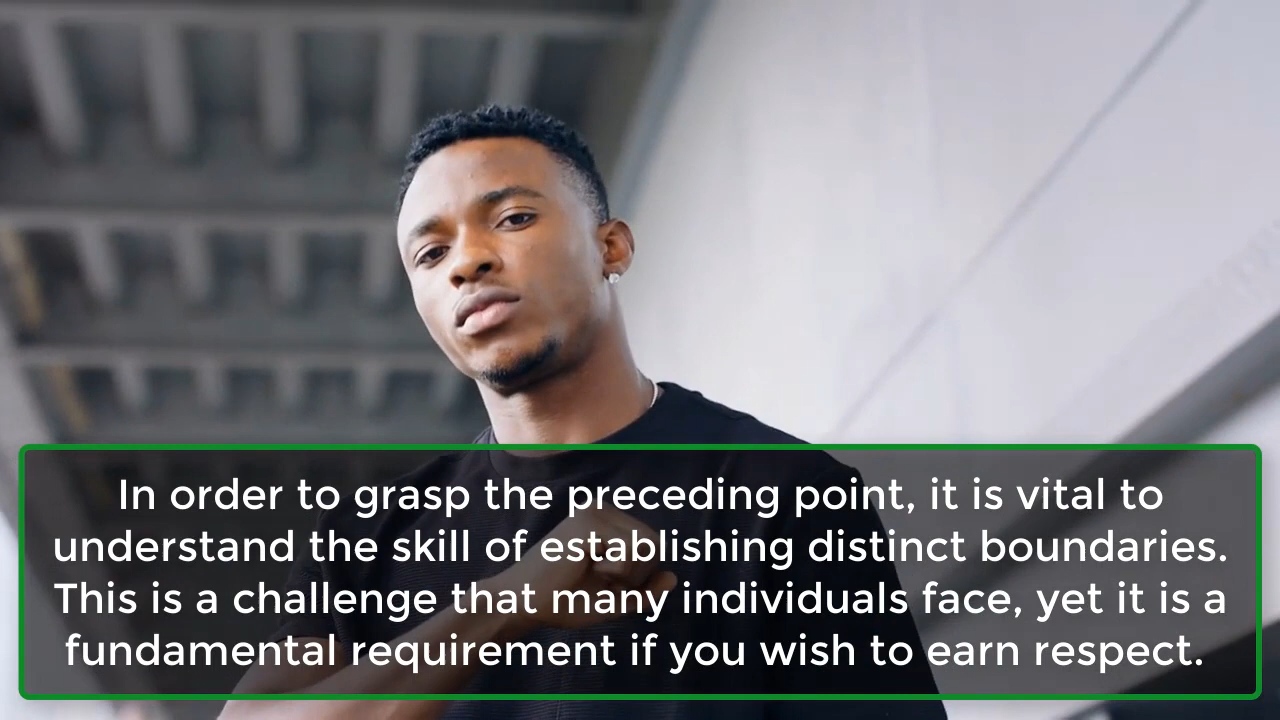 In order to grasp the preceding point, it is vital to
understand the skill of establishing distinct boundaries.
This is a challenge that many individuals face, yet it is a
fundamental requirement if you wish to earn respect.